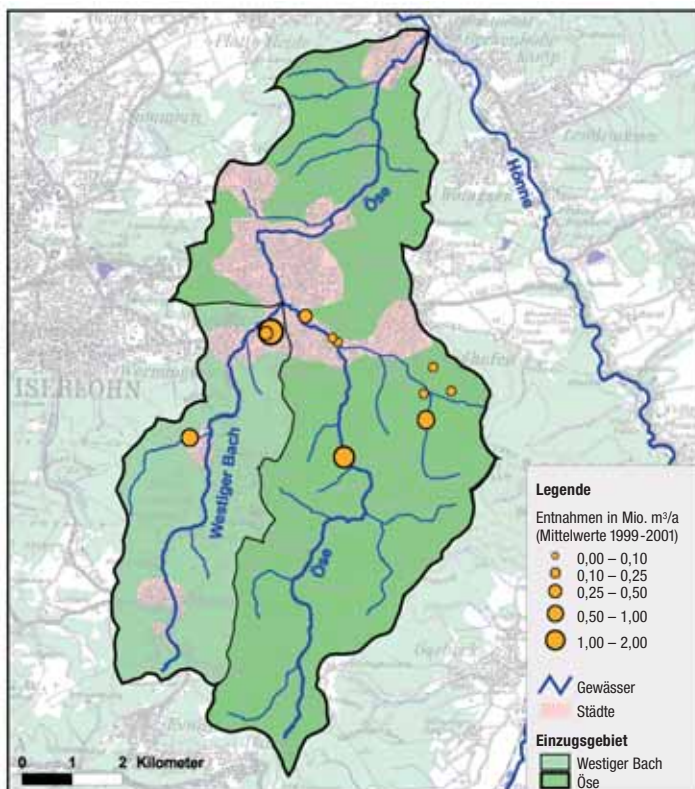 Hönne
Öse
ISERLOHN
Westiger Bach
Öse
0 1 2 Kilometer
Legende
Entnahmen in Mio. m³/a
(Mittelwerte 1999-2001)
0,00 – 0,10
0,10 – 0,25
0,25 – 0,50
0,50 – 1,00
1,00 – 2,00
Gewässer
Städte
Einzugsgebiet
Westiger Bach
Öse